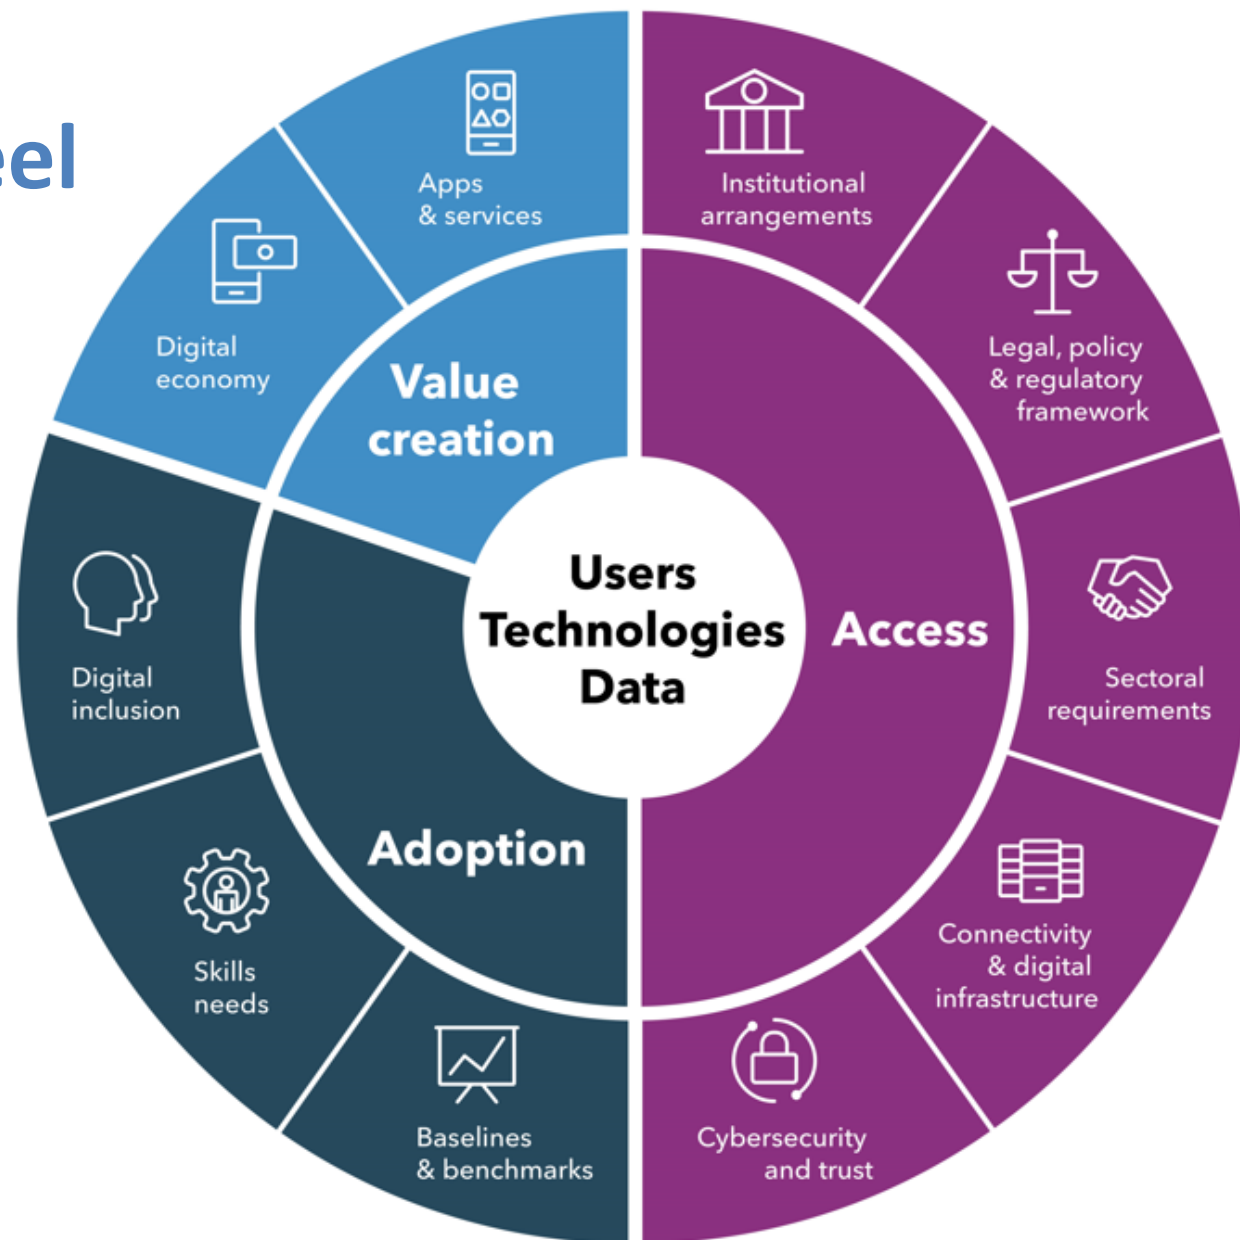 eel
Apps
& services
Institutional
arrangements
Digital
economy
Legal, policy
& regulatory
framework
Value
creation
Users
Technologies
Data
Access
Digital
inclusion
Sectoral
requirements
Adoption
Skills
needs
Connectivity
& digital
infrastructure
Baselines
& benchmarks
Cybersecurity
and trust